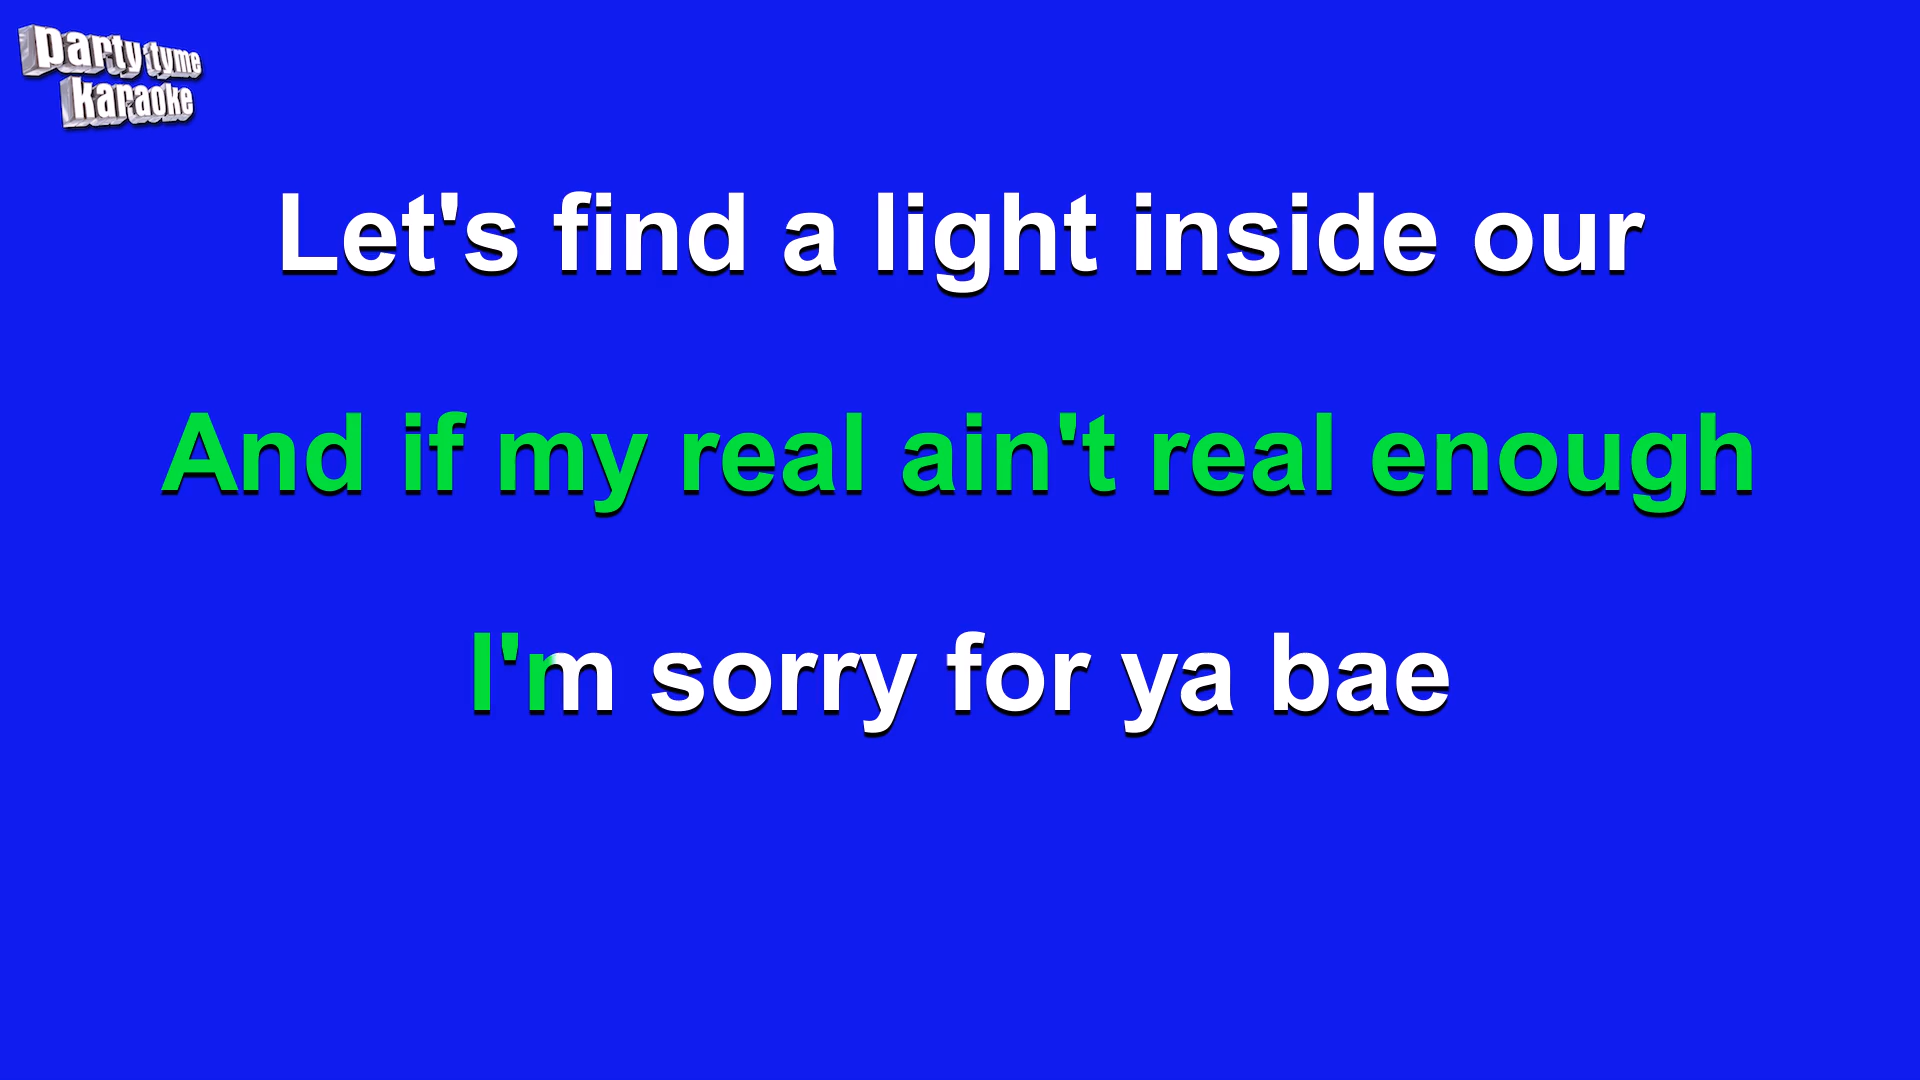 party tyme
karaoke
Let's find a light inside our
And if my real ain't real enough
I'm sorry for ya bae